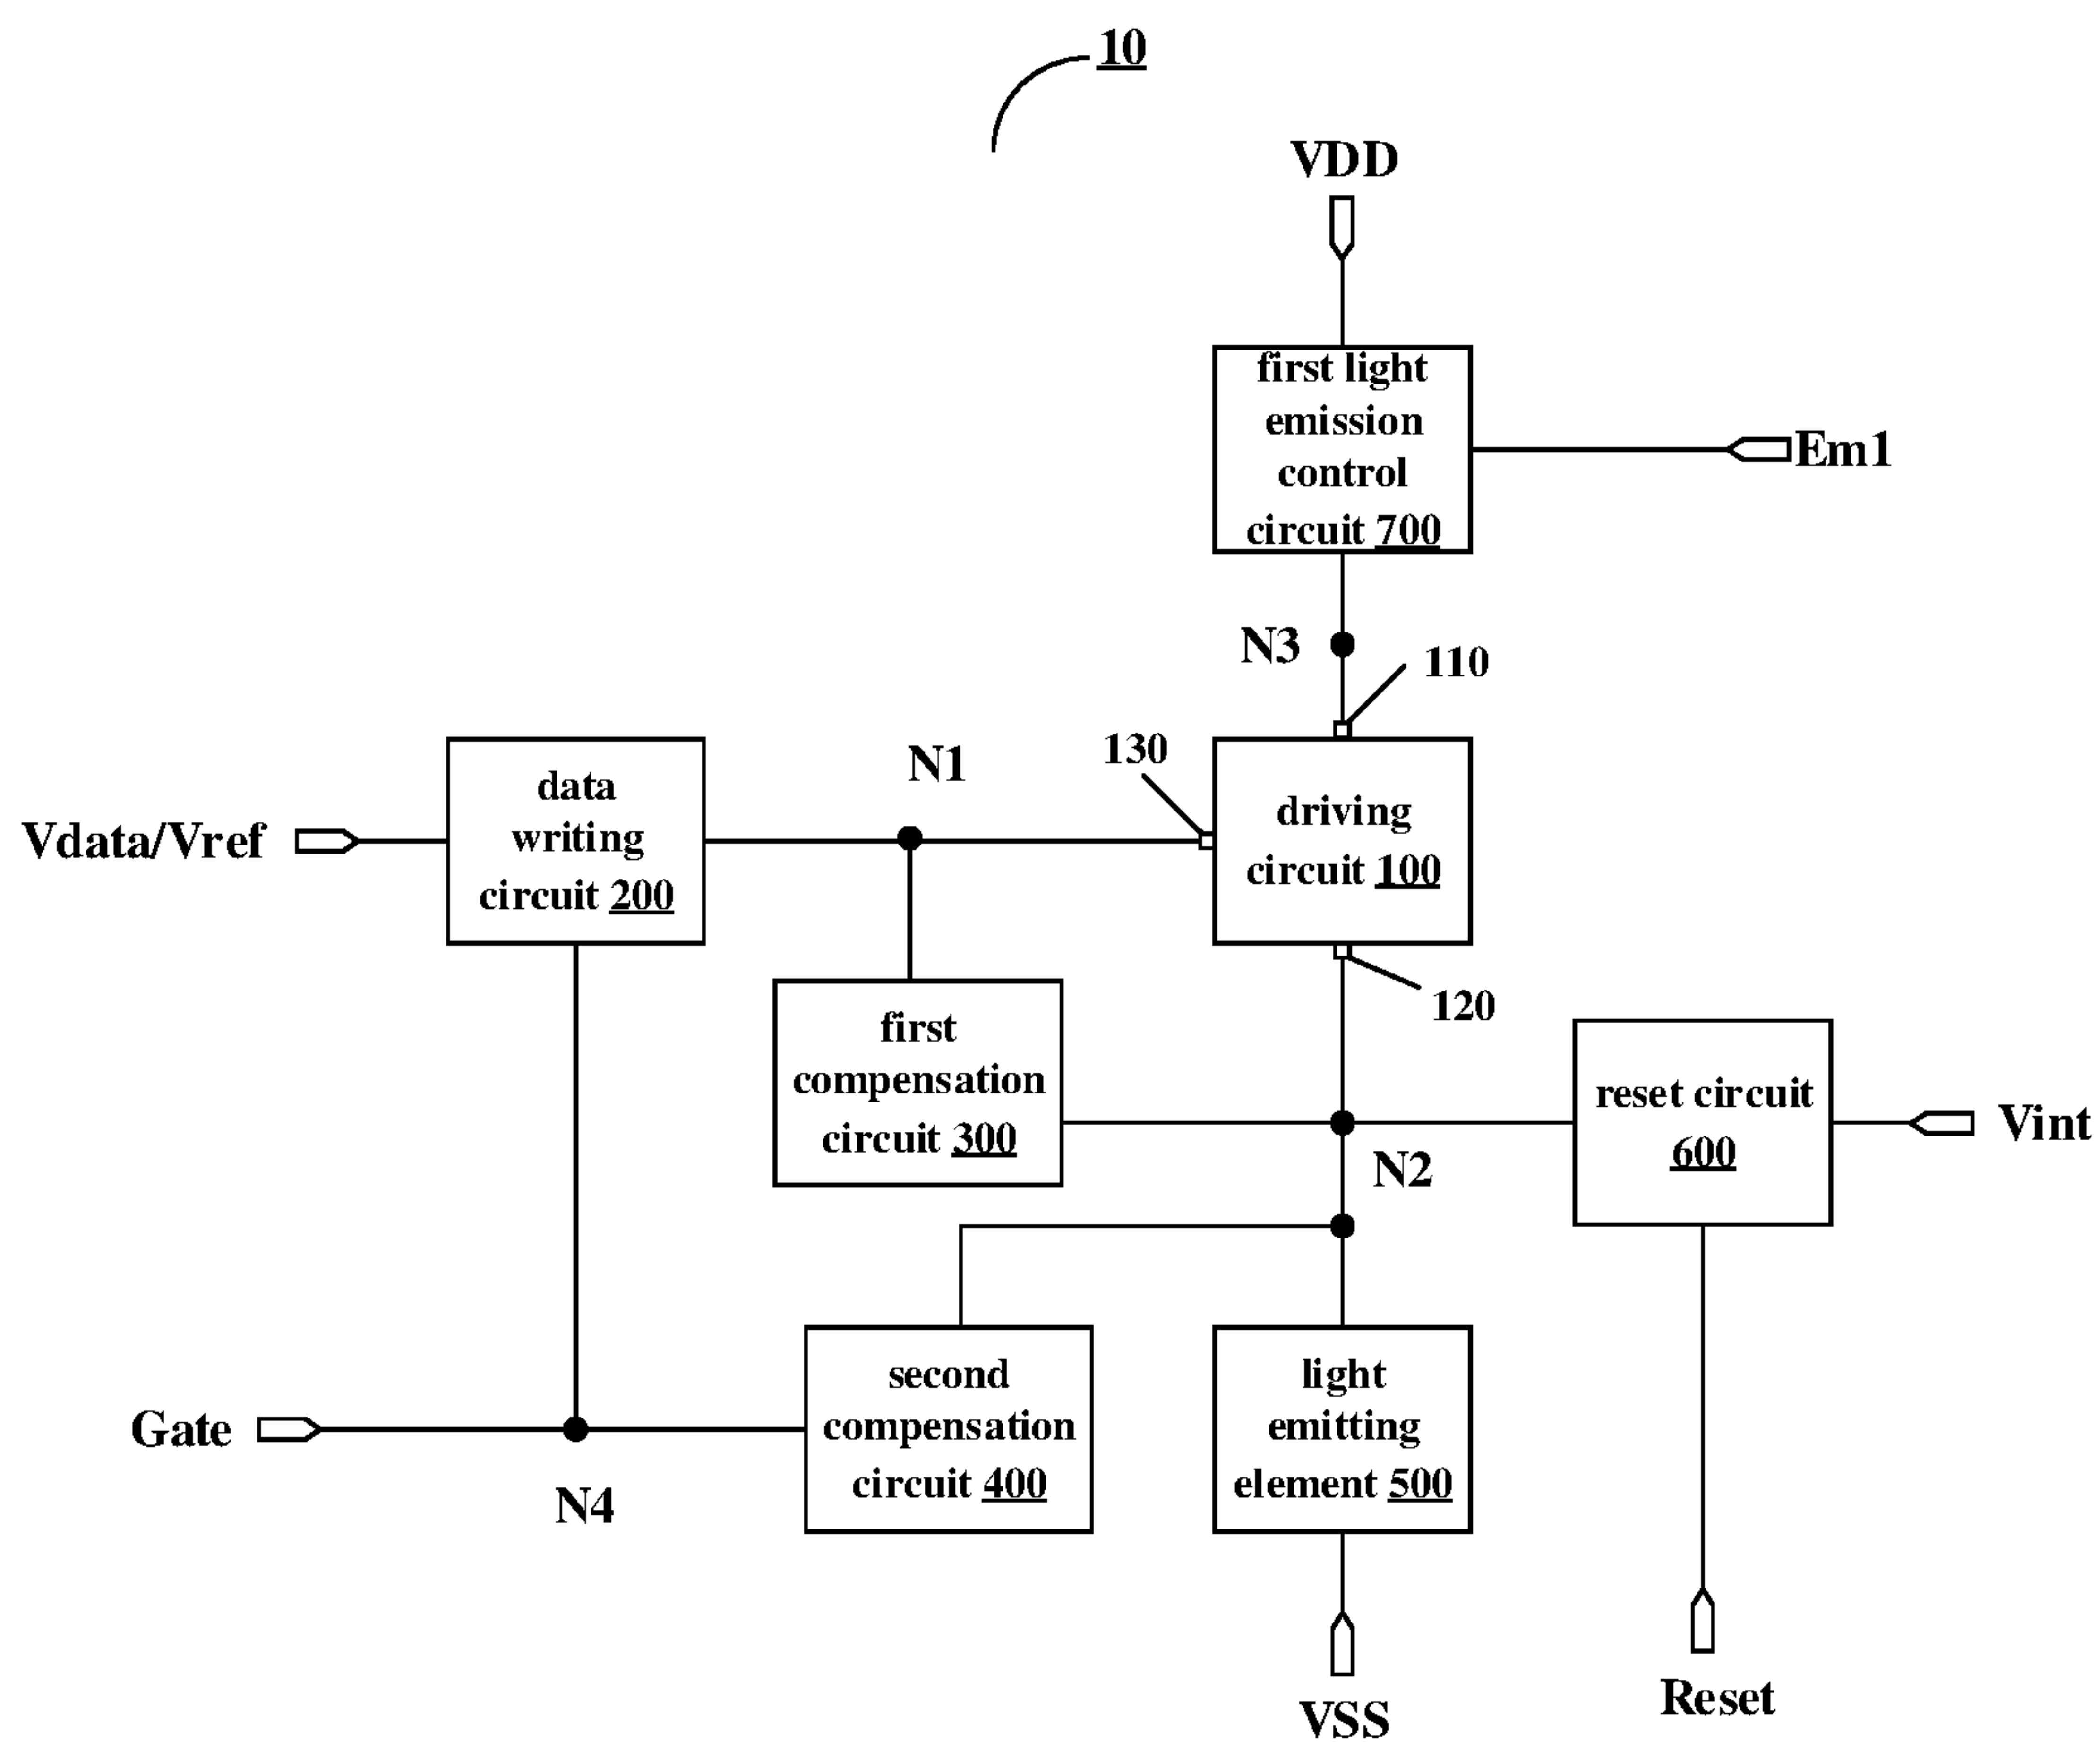 10
VDD
first light
emission
control
circuit 700
Em1
N3
110
130
N1
data
writing
circuit 200
Vdata/Vref
driving
circuit 100
120
first
compensation
circuit 300
reset circuit
600
Vint
N2
second
compensation
circuit 400
light
emitting
element 500
Gate
N4
Reset
VSS